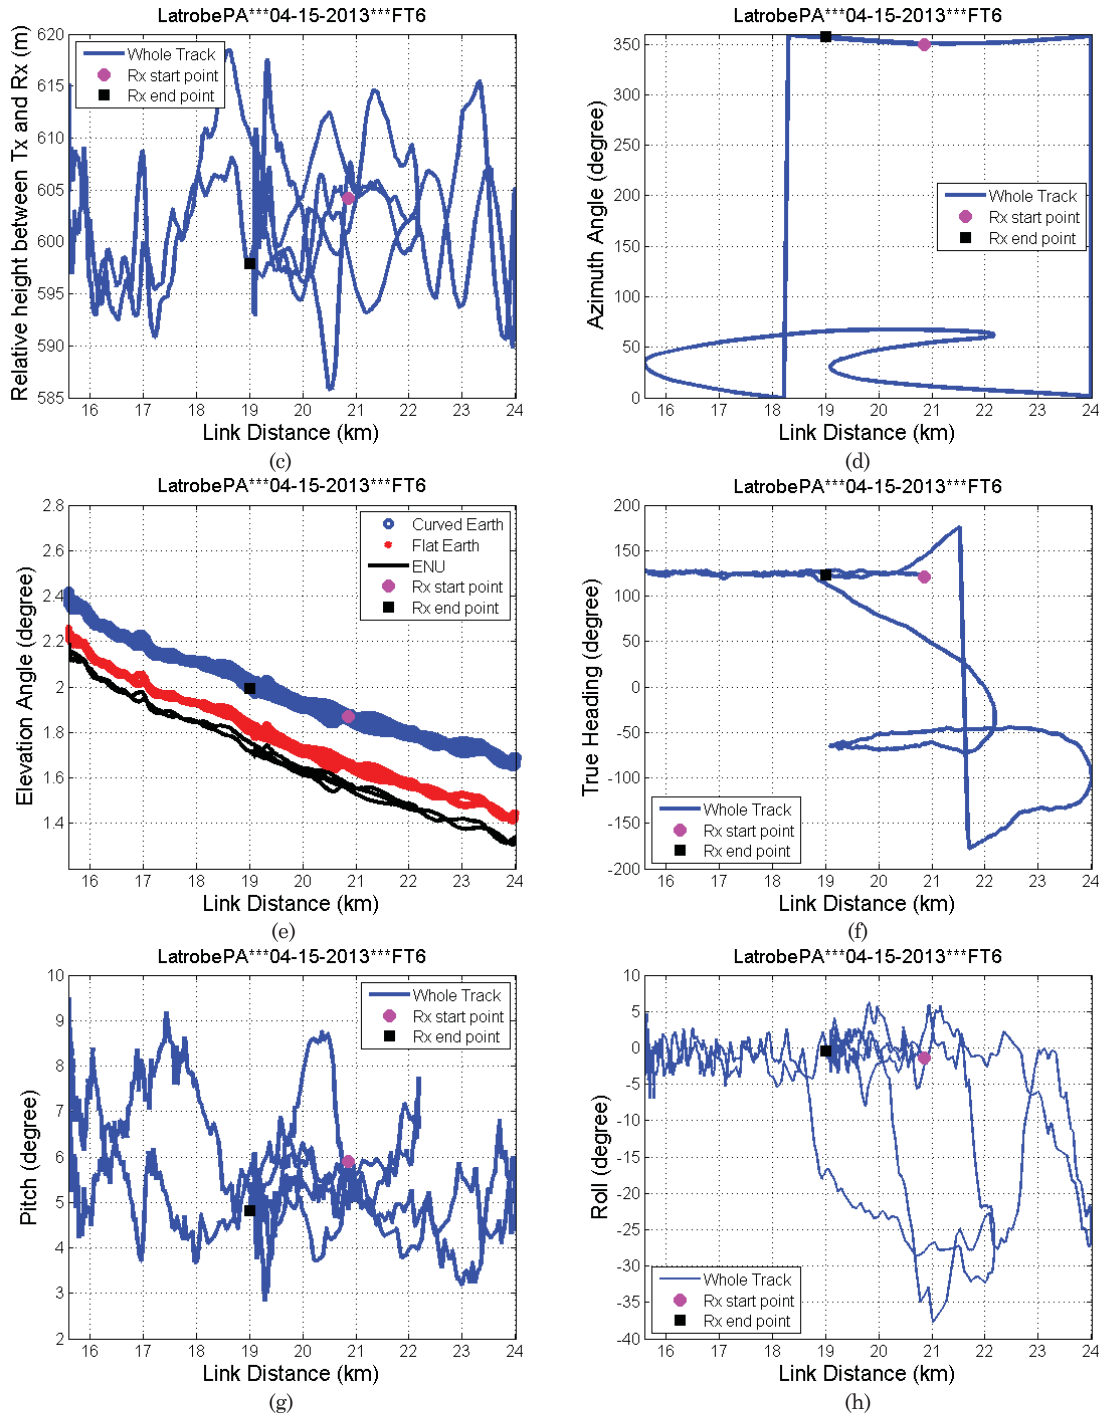 LatrobePA***04-15-2013***FT6
Relative height between Tx and Rx (m)
620
615
610
605
600
595
590
585
Whole Track
Rx start point
Rx end point
16 17 18 19 20 21 22 23 24
Link Distance (km)
(c)
LatrobePA***04-15-2013***FT6
Azimuth Angle (degree)
350
300
250
200
150
100
50
0
Whole Track
Rx start point
Rx end point
16 17 18 19 20 21 22 23 24
Link Distance (km)
(d)
LatrobePA***04-15-2013***FT6
Elevation Angle (degree)
2.8
2.6
2.4
2.2
2
1.8
1.6
1.4
Curved Earth
Flat Earth
ENU
Rx start point
Rx end point
16 17 18 19 20 21 22 23 24
Link Distance (km)
(e)
LatrobePA***04-15-2013***FT6
True Heading (degree)
200
150
100
50
0
-50
-100
-150
-200
Whole Track
Rx start point
Rx end point
16 17 18 19 20 21 22 23 24
Link Distance (km)
(f)
LatrobePA***04-15-2013***FT6
Pitch (degree)
10
9
8
7
6
5
4
3
2
Whole Track
Rx start point
Rx end point
16 17 18 19 20 21 22 23 24
Link Distance (km)
(g)
LatrobePA***04-15-2013***FT6
Roll (degree)
10
5
0
-5
-10
-15
-20
-25
-30
-35
-40
Whole Track
Rx start point
Rx end point
16 17 18 19 20 21 22 23 24
Link Distance (km)
(h)